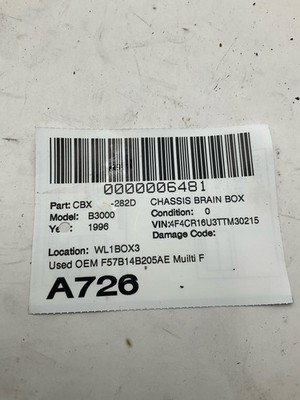 0000006481
Part: CBX -282D CHASSIS BRAIN BOX
Model: B3000 Condition: 0
1996 VIN:4F4CR16U3TTM30215
Damage Code:
Location: WL1BOX3
Used OEM F57B14B205AE Muilti F
A726